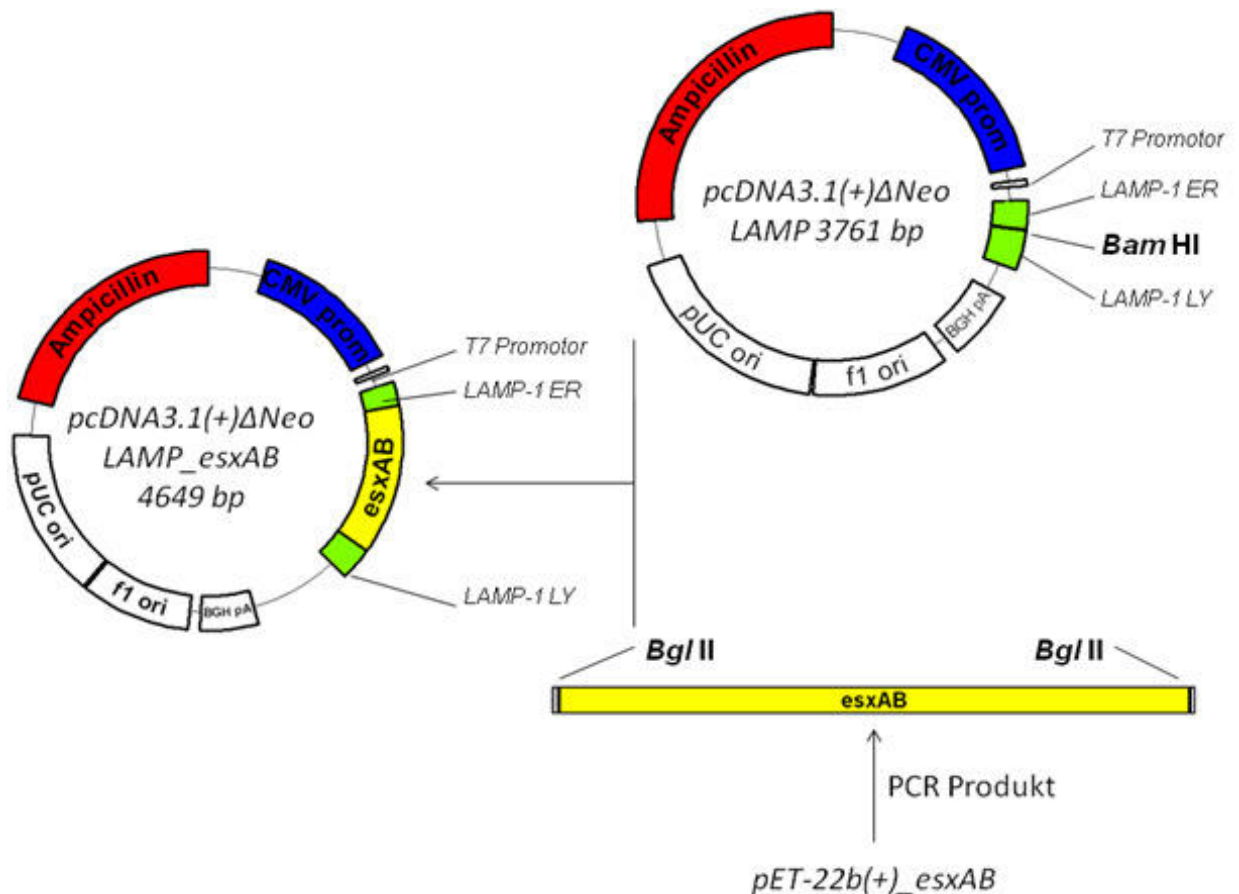 Ampicillin
CMV prom
T7 Promotor
LAMP-1 ER
Bam HI
LAMP-1 LY
BGH pA
f1 ori
pUC ori
pcDNA3.1(+)ΔNeo
LAMP 3761 bp
Ampicillin
CMV prom
T7 Promotor
LAMP-1 ER
esxAB
LAMP-1 LY
BGH pA
f1 ori
pUC ori
pcDNA3.1(+)ΔNeo
LAMP_esxAB
4649 bp
Bgl II
Bgl II
esxAB
PCR Produkt
pET-22b(+)_esxAB